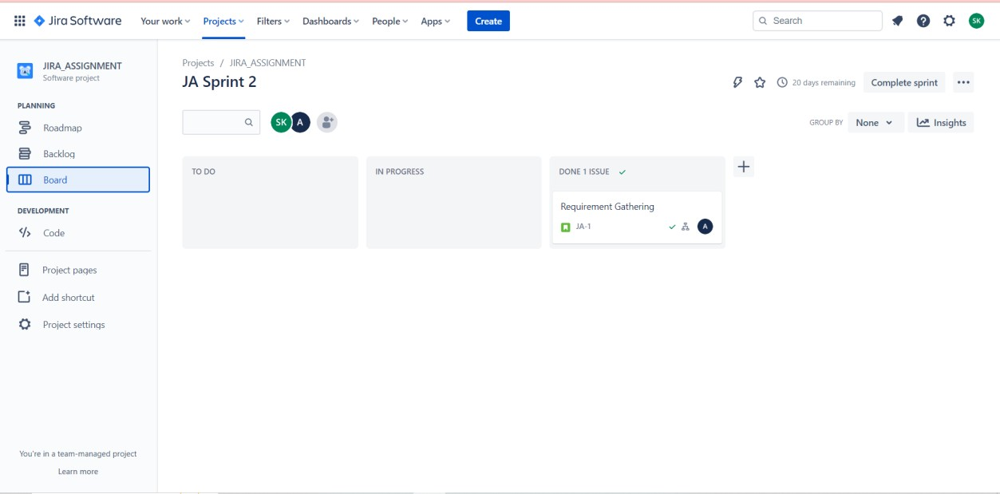 Jira Software Your work Projects Filters Dashboards People Apps Create Search SK
JIRA_ASSIGNMENT
Software project
PLANNING
Roadmap
Backlog
Board
DEVELOPMENT
Code
Project pages
Add shortcut
Project settings
You're in a team-managed project
Learn more
Projects / JIRA_ASSIGNMENT
JA Sprint 2
20 days remaining Complete sprint
SK A
GROUP BY None Insights
TO DO
IN PROGRESS
DONE 1 ISSUE
Requirement Gathering
JA-1 A